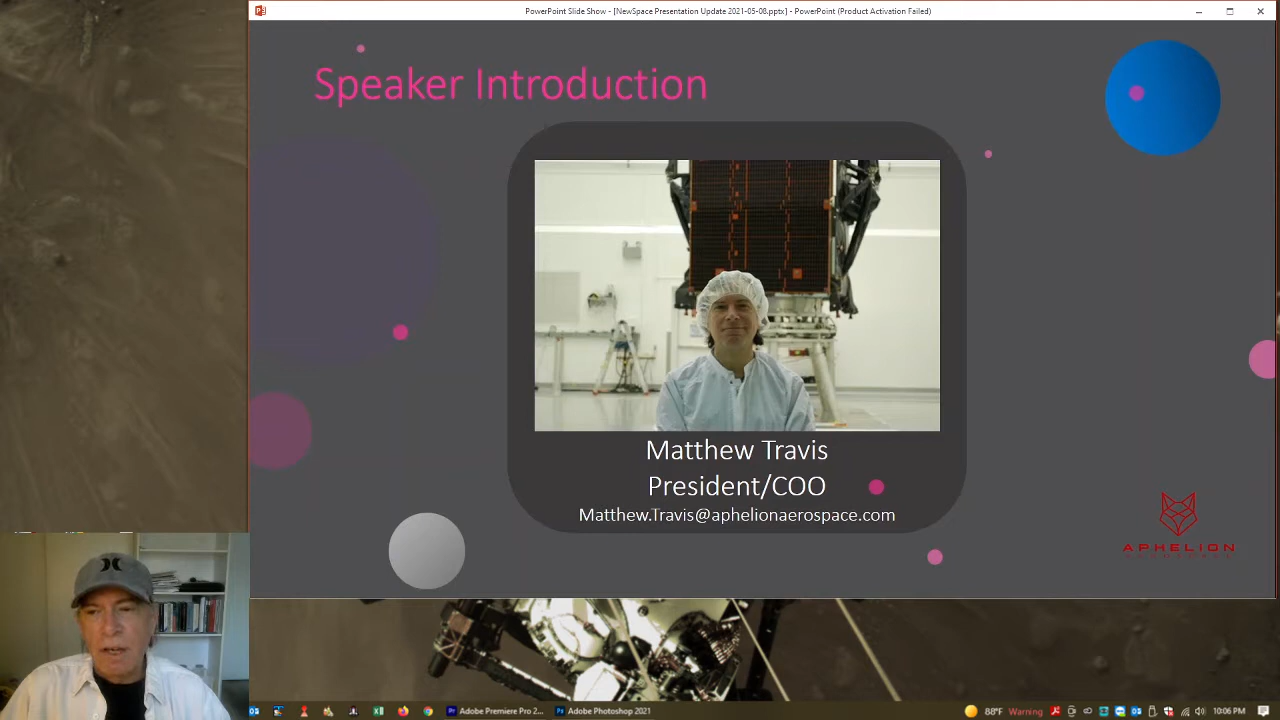 PowerPoint Slide Show - [NewSpace Presentation Update 2021-05-08.pptx] - PowerPoint (Product Activation Failed)
Speaker Introduction
Matthew Travis
President/COO
Matthew.Travis@aphelionaerospace.com
APHELION
Adobe Premiere Pro 2...
Adobe Photoshop 2021
88°F Warning
10:06 PM